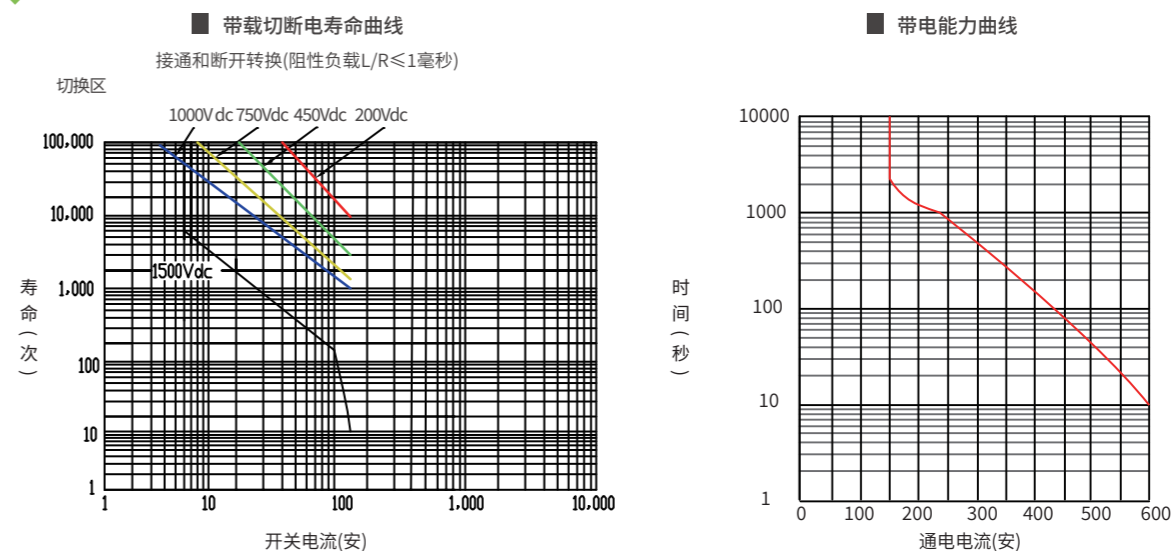 ■ 带载切断电寿命曲线
接通和断开转换(阻性负载L/R≤1毫秒)
切换区
1000Vdc 750Vdc 450Vdc 200Vdc
100,000
10,000
1,000
100
10
1
1500Vdc
寿命(次)
1 10 100 1,000 10,000
开关电流(安)
■ 带电能力曲线
10000
1000
100
10
1
时间(秒)
0 100 200 300 400 500 600
通电电流(安)